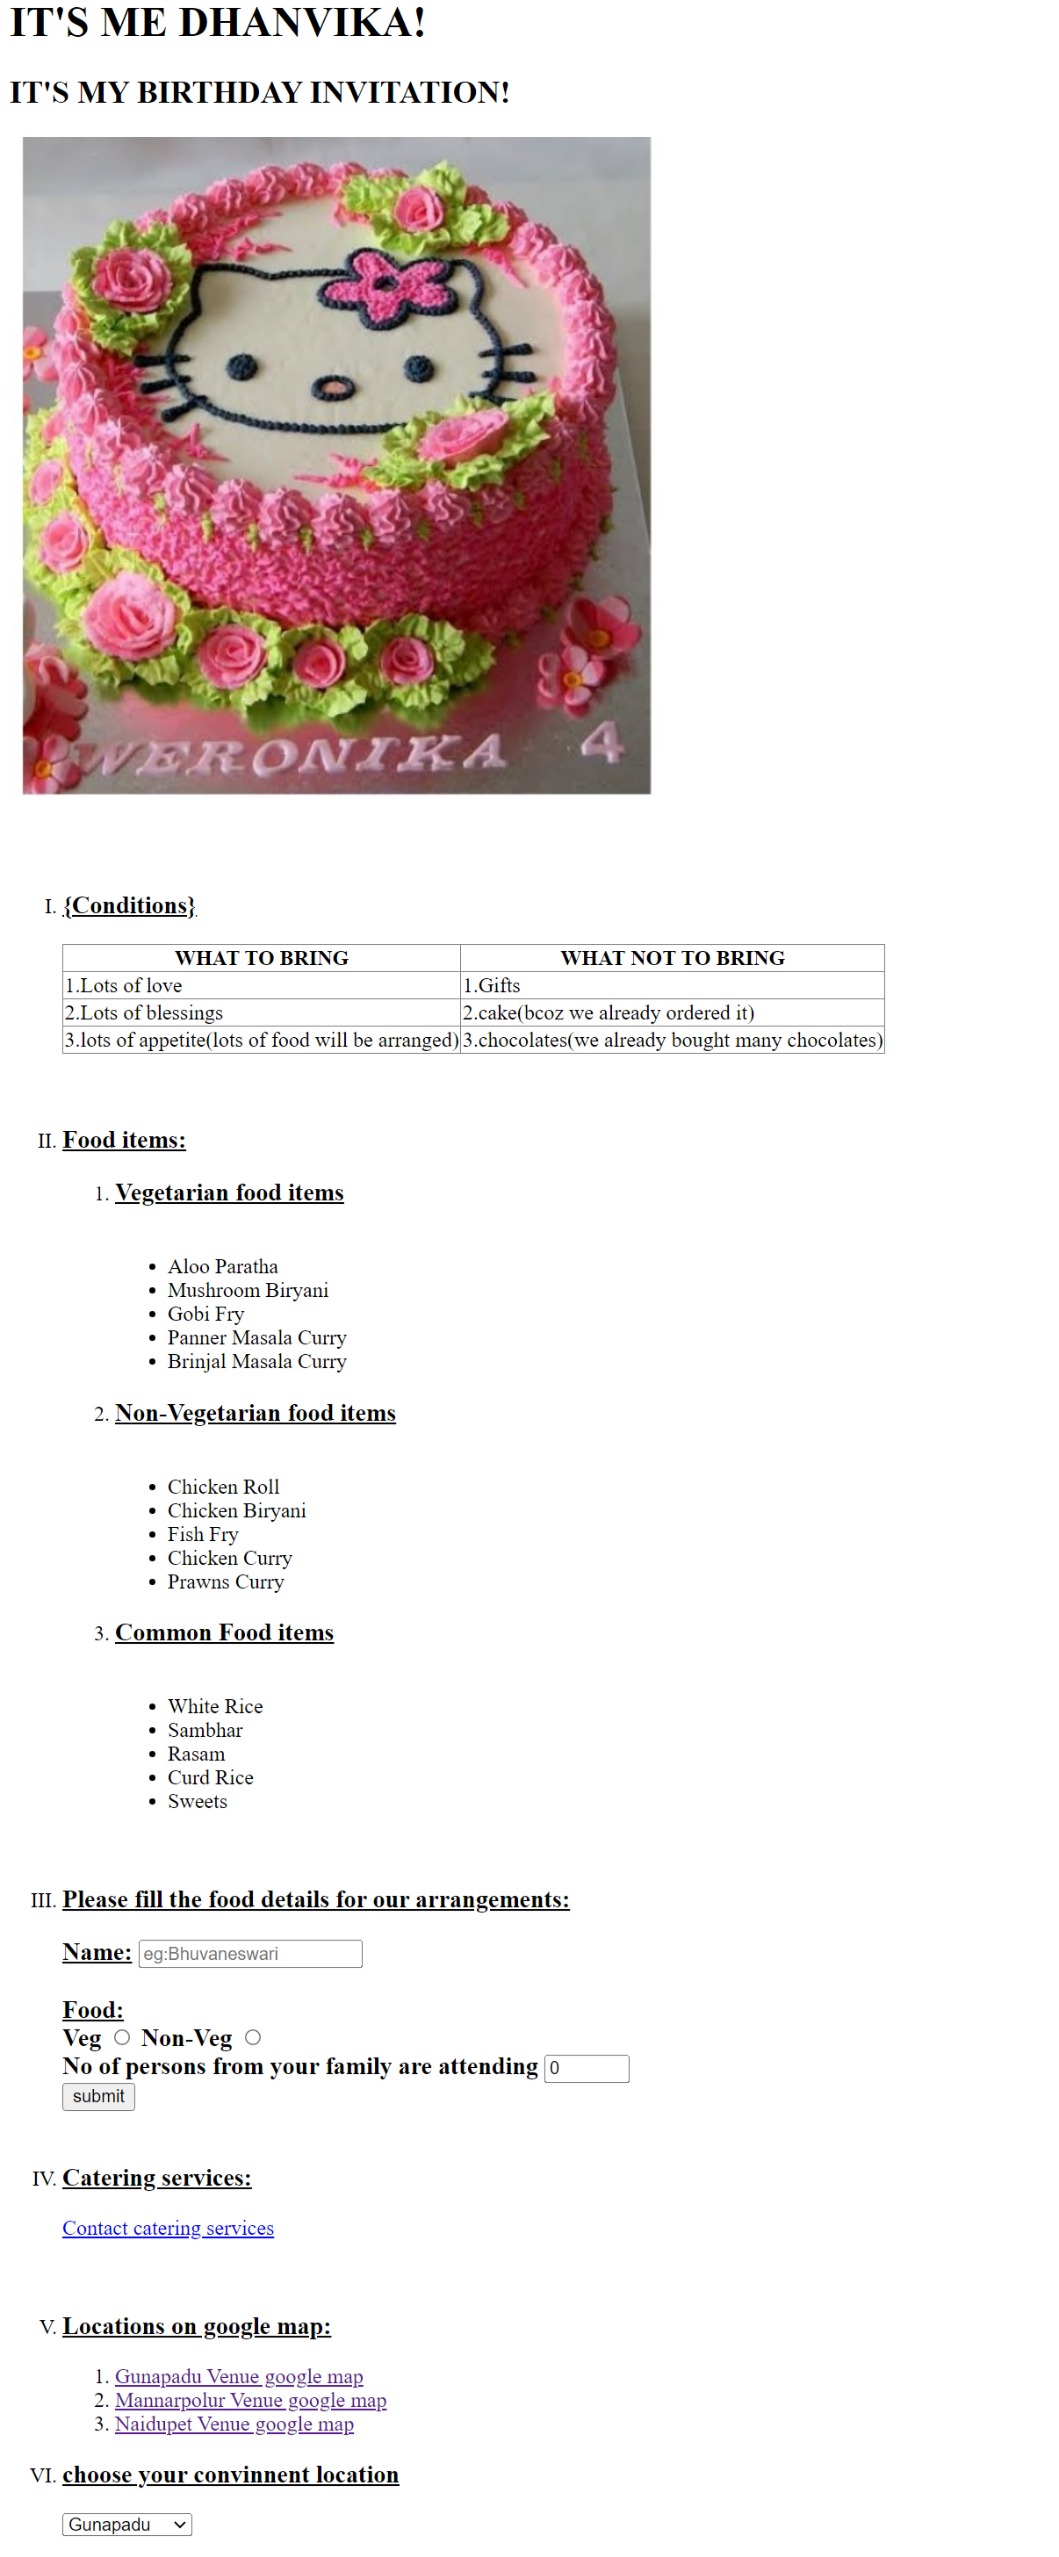 IT'S ME DHANVIKA!
IT'S MY BIRTHDAY INVITATION!
WERONIKA 4
I. {Conditions}
WHAT TO BRING WHAT NOT TO BRING
1.Lots of love 1.Gifts
2.Lots of blessings 2.cake(bcoz we already ordered it)
3.lots of appetite(lots of food will be arranged) 3.chocolates(we already bought many chocolates)
II. Food items:
1. Vegetarian food items
• Aloo Paratha
• Mushroom Biryani
• Gobi Fry
• Panner Masala Curry
• Brinjal Masala Curry
2. Non-Vegetarian food items
• Chicken Roll
• Chicken Biryani
• Fish Fry
• Chicken Curry
• Prawns Curry
3. Common Food items
• White Rice
• Sambhar
• Rasam
• Curd Rice
• Sweets
III. Please fill the food details for our arrangements:
Name: eg:Bhuvaneswari
Food:
Veg Non-Veg
No of persons from your family are attending 0
submit
IV. Catering services:
Contact catering services
V. Locations on google map:
1. Gunapadu Venue google map
2. Mannarpolur Venue google map
3. Naidupet Venue google map
VI. choose your convinnent location
Gunapadu